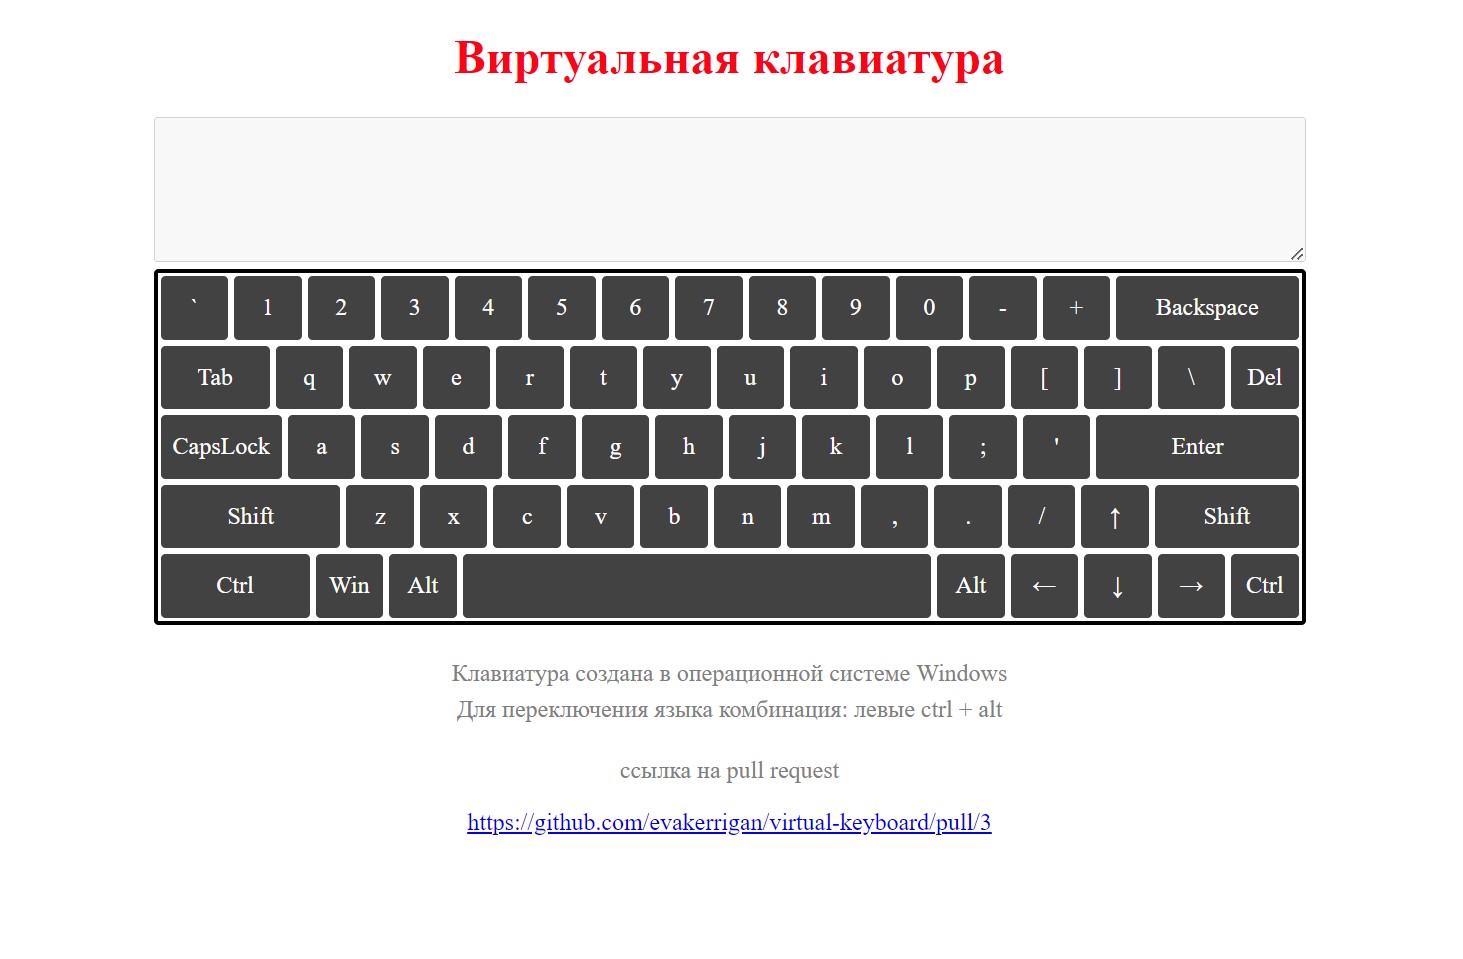 Виртуальная клавиатура
` 1 2 3 4 5 6 7 8 9 0 - + Backspace
Tab q w e r t y u i o p [ ] \ Del
CapsLock a s d f g h j k l ; ' Enter
Shift z x c v b n m , . / ↑ Shift
Ctrl Win Alt Alt ← ↓ → Ctrl
Клавиатура создана в операционной системе Windows
Для переключения языка комбинация: левые ctrl + alt
ссылка на pull request
https://github.com/evakerrigan/virtual-keyboard/pull/3